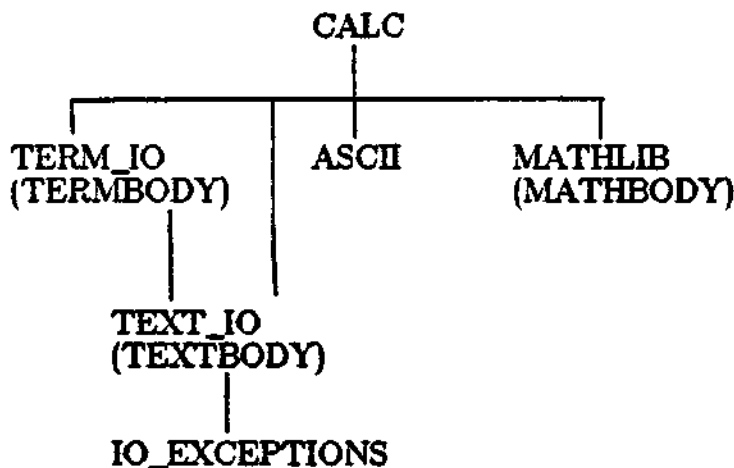 CALC
TERM_IO
(TERMBODY)
ASCII
MATHLIB
(MATHBODY)
TEXT_IO
(TEXTBODY)
IO_EXCEPTIONS